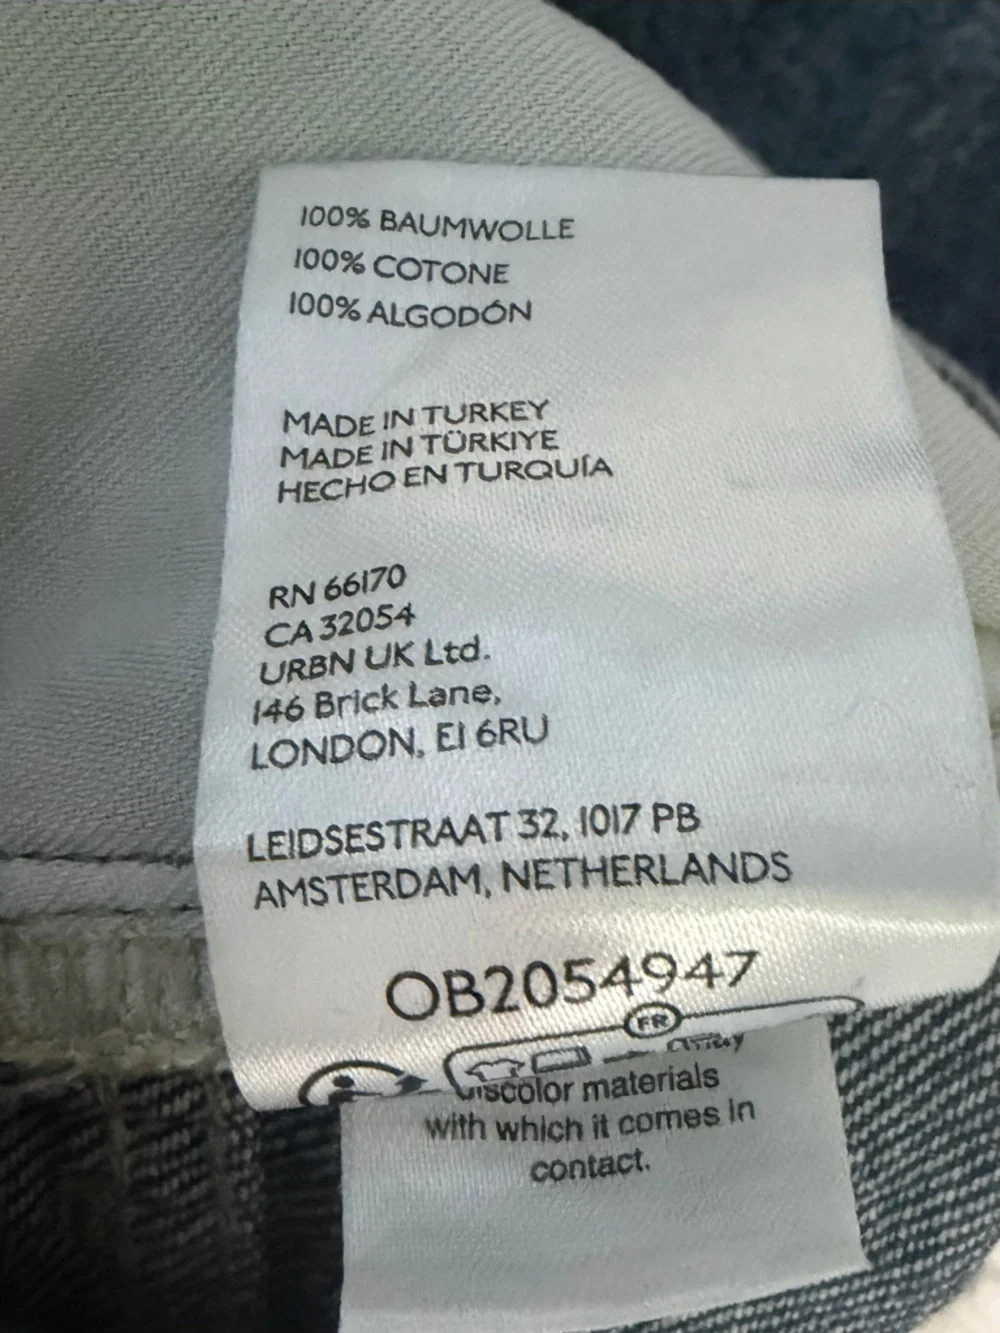 100% BAUMWOLLE
100% COTONE
100% ALGODÓN
MADE IN TURKEY
MADE IN TÜRKIYE
HECHO EN TURQUÍA
RN 66170
CA 32054
URBN UK Ltd.
146 Brick Lane,
LONDON, E1 6RU
LEIDSESTRAAT 32, 1017 PB
AMSTERDAM, NETHERLANDS
OB2054947
FR
discolor materials
with which it comes in
contact.